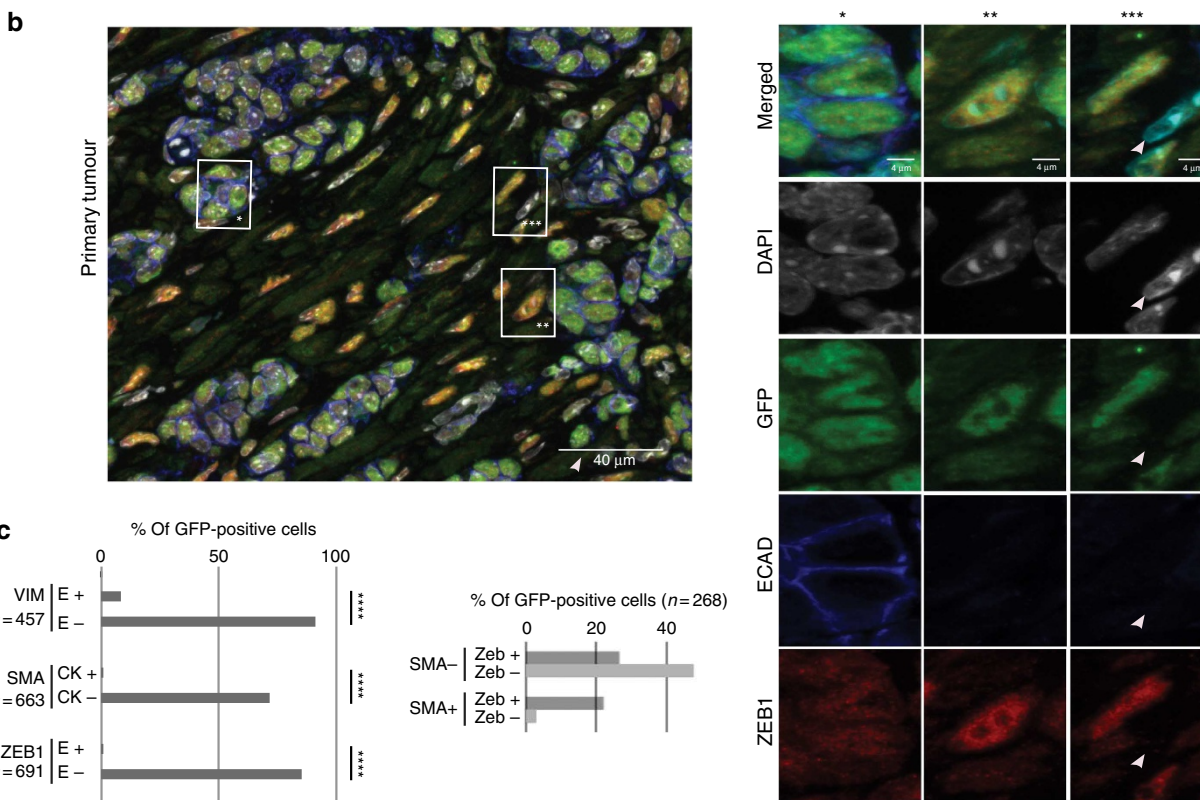 b
Primary tumour
*
***
**
40 μm
* ** ***
Merged
4 μm 4 μm 4 μm
DAPI
GFP
ECAD
ZEB1
c
% Of GFP-positive cells
0 50 100
VIM E +
=457 E –
****
SMA CK +
=663 CK –
****
ZEB1 E +
=691 E –
****
% Of GFP-positive cells (n=268)
0 20 40
SMA– Zeb +
Zeb –
SMA+ Zeb +
Zeb –